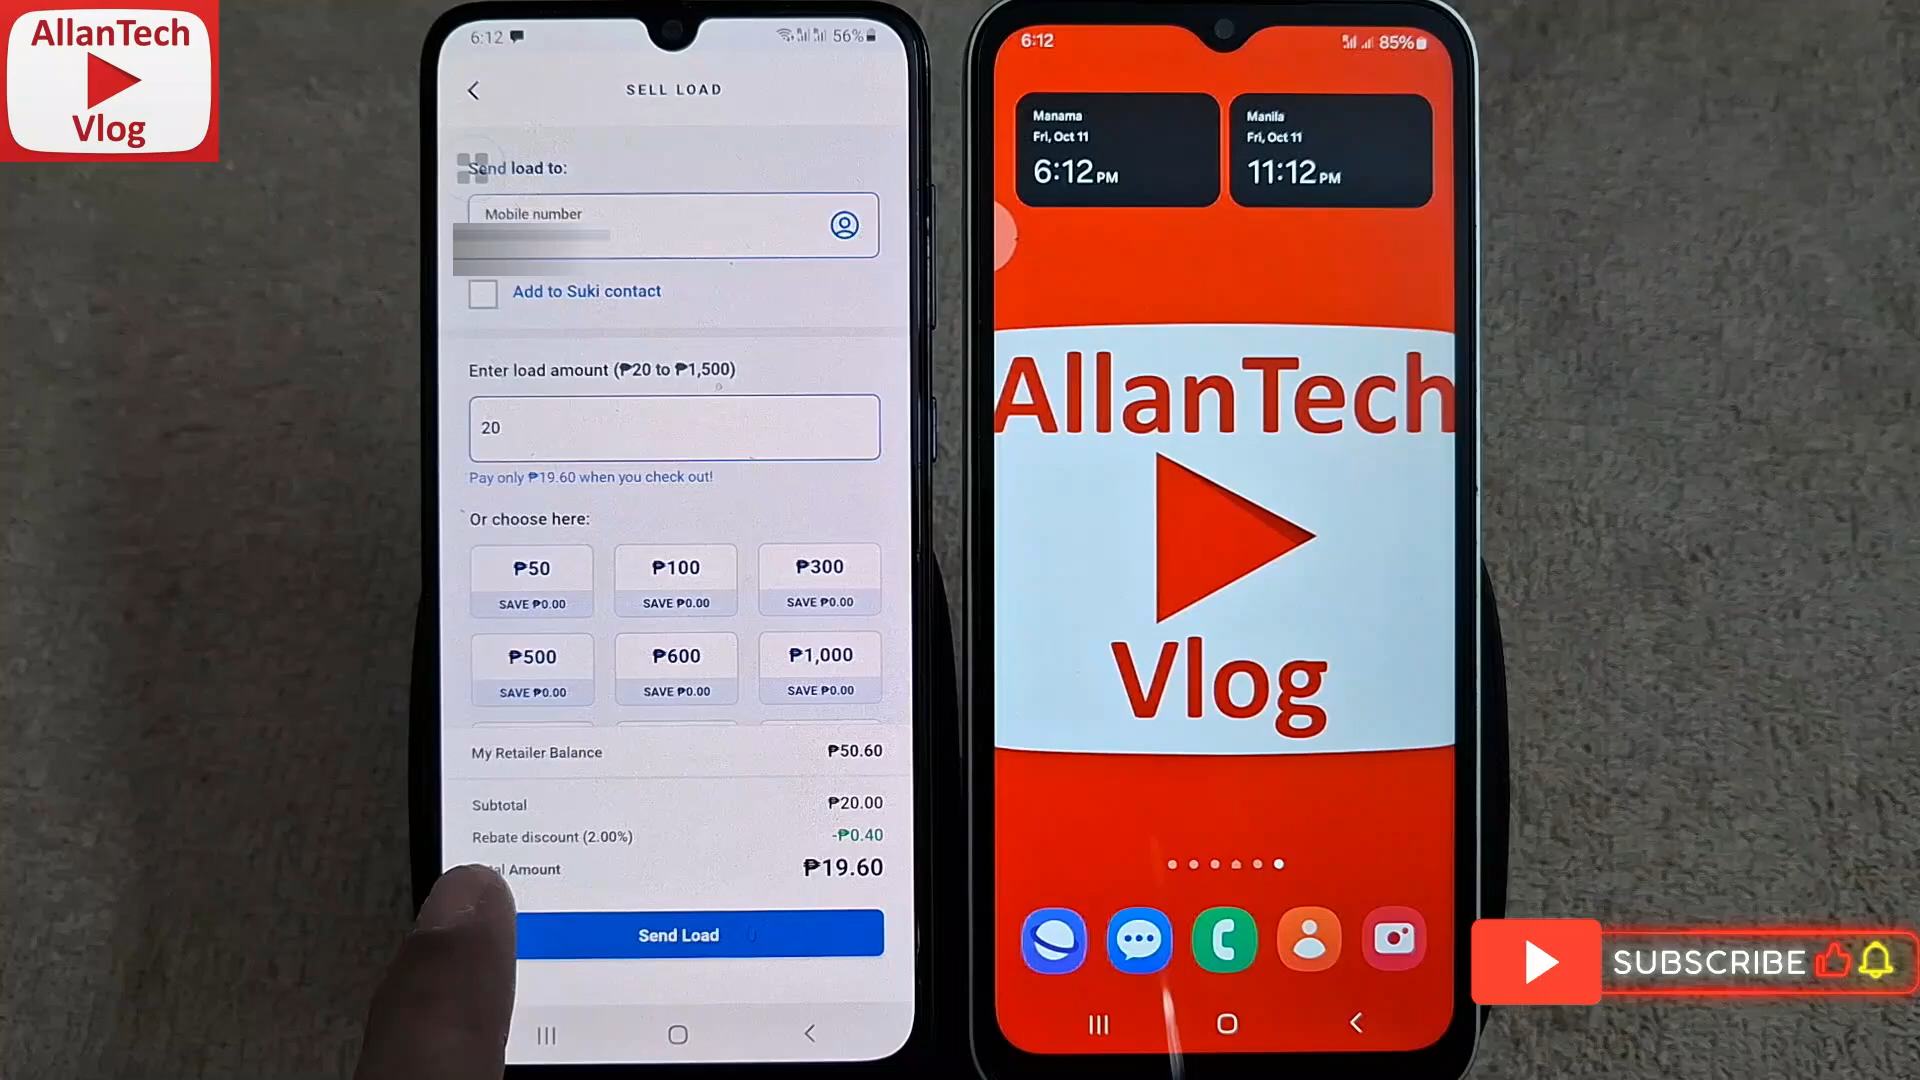 AllanTech
Vlog
6:12
56%
SELL LOAD
Send load to:
Mobile number
Add to Suki contact
Enter load amount (₱20 to ₱1,500)
20
Pay only ₱19.60 when you check out!
Or choose here:
₱50
₱100
₱300
SAVE ₱0.00
SAVE ₱0.00
SAVE ₱0.00
₱500
₱600
₱1,000
SAVE ₱0.00
SAVE ₱0.00
SAVE ₱0.00
My Retailer Balance
₱50.60
Subtotal
₱20.00
Rebate discount (2.00%)
-₱0.40
Amount
₱19.60
Send Load
6:12
85%
Manama
Fri, Oct 11
6:12 PM
Manila
Fri, Oct 11
11:12 PM
AllanTech
Vlog
SUBSCRIBE